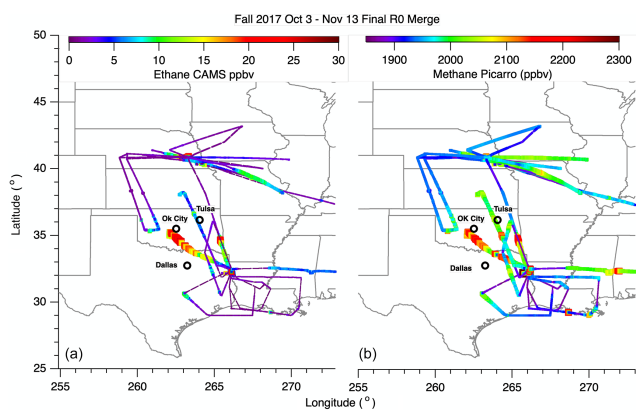 Fall 2017 Oct 3 - Nov 13 Final R0 Merge
50
0 5 10 15 20 25 30
Ethane CAMS ppbv
1900 2000 2100 2200 2300
Methane Picarro (ppbv)
45
40
35
30
25
Latitude (°)
Ok City
Tulsa
Dallas
(a)
Ok City
Tulsa
Dallas
(b)
255 260 265 270 255 260 265 270
Longitude (°)